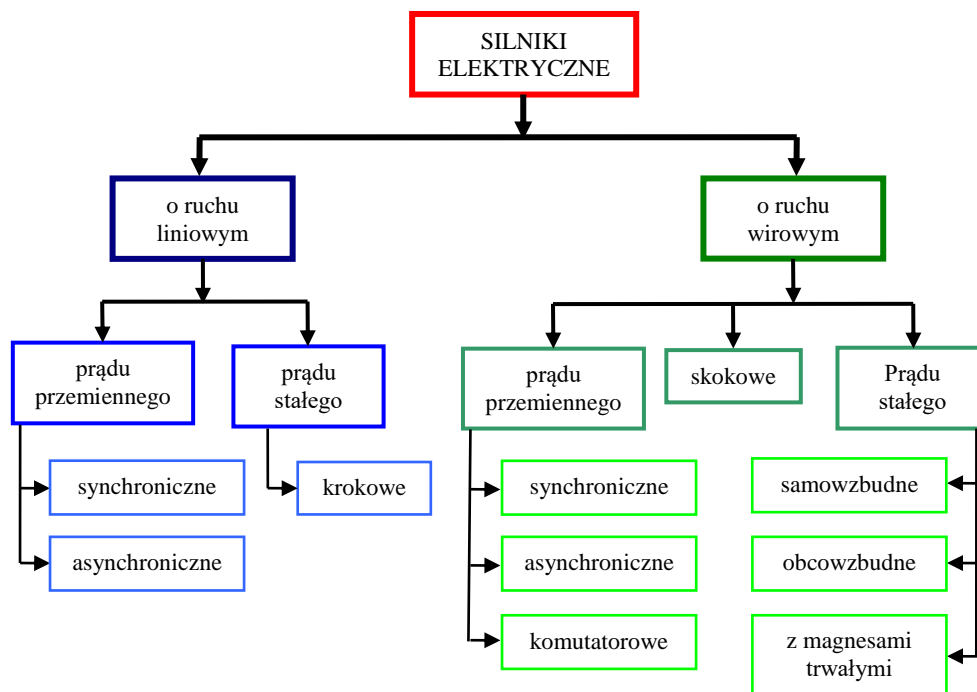 SILNIKI
ELEKTRYCZNE
o ruchu
liniowym
o ruchu
wirowym
prądu
przemiennego
prądu
stałego
prądu
przemiennego
skokowe
Prądu
stałego
synchroniczne
krokowe
synchroniczne
samowzbudne
asynchroniczne
asynchroniczne
obcowzbudne
komutatorowe
z magnesami
trwałymi